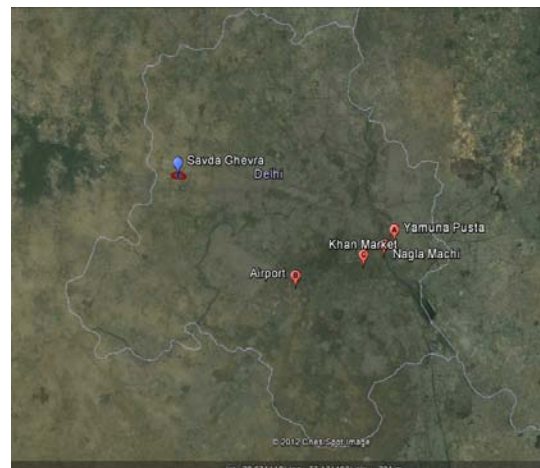 Savda Ghevra
Delhi
A
Yamuna Pusta
Khan Market
C
Nagla Machi
Airport
© 2012 Cnes/Spot Image